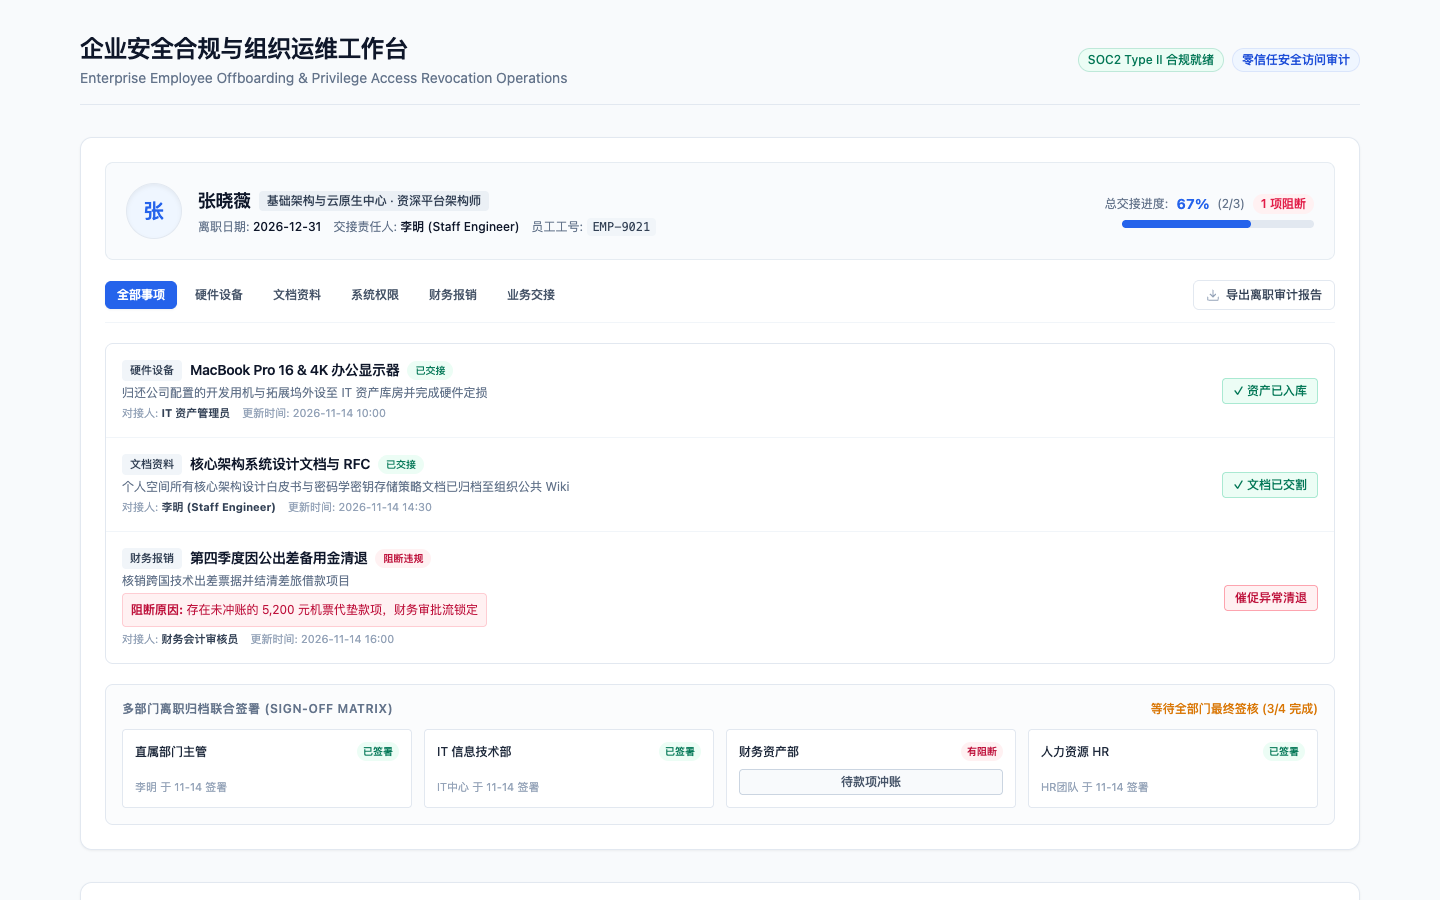 企业安全合规与组织运维工作台
Enterprise Employee Offboarding & Privilege Access Revocation Operations
SOC2 Type II 合规就绪
零信任安全访问审计
张
张晓薇
基础架构与云原生中心 · 资深平台架构师
离职日期: 2026-12-31 交接责任人: 李明 (Staff Engineer) 员工工号: EMP-9021
总交接进度: 67% (2/3) 1 项阻断
全部事项
硬件设备
文档资料
系统权限
财务报销
业务交接
导出离职审计报告
硬件设备 MacBook Pro 16 & 4K 办公显示器 已交接
归还公司配置的开发用机与拓展坞外设至 IT 资产库房并完成硬件定损
对接人: IT 资产管理员 更新时间: 2026-11-14 10:00
✓ 资产已入库
文档资料 核心架构系统设计文档与 RFC 已交接
个人空间所有核心架构设计白皮书与密码学密钥存储策略文档已归档至组织公共 Wiki
对接人: 李明 (Staff Engineer) 更新时间: 2026-11-14 14:30
✓ 文档已交割
财务报销 第四季度因公出差备用金清退 阻断违规
核销跨国技术出差票据并结清差旅借款项目
阻断原因: 存在未冲账的 5,200 元机票代垫款项，财务审批流锁定
对接人: 财务会计审核员 更新时间: 2026-11-14 16:00
催促异常清退
多部门离职归档联合签署 (SIGN-OFF MATRIX)
等待全部门最终签核 (3/4 完成)
直属部门主管 已签署
李明 于 11-14 签署
IT 信息技术部 已签署
IT中心 于 11-14 签署
财务资产部 有阻断
待款项冲账
人力资源 HR 已签署
HR团队 于 11-14 签署